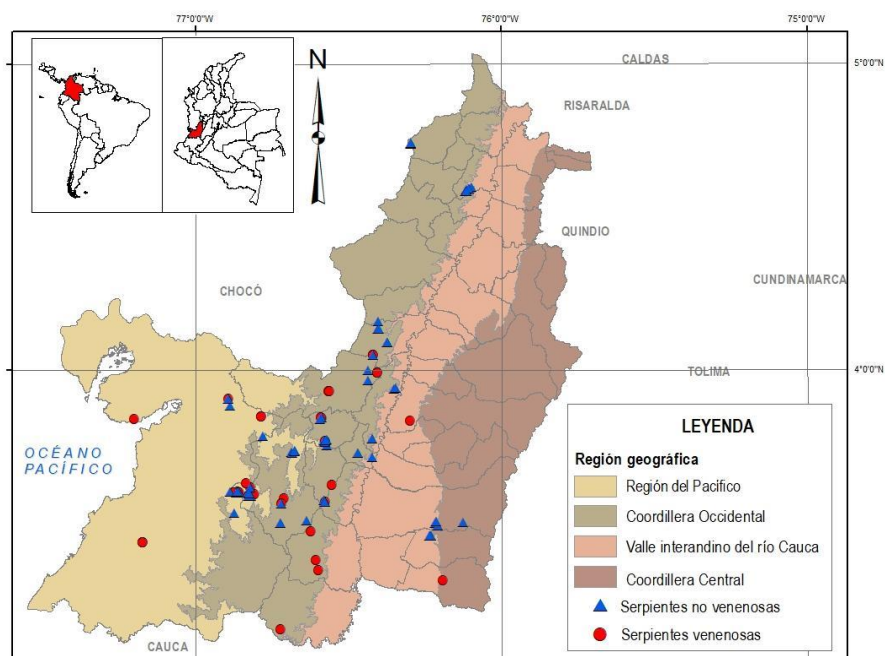 77°0'0"W
76°0'0"W
75°0'0"W
N
5°0'0"N
CALDAS
RISARALDA
QUINDIO
CUNDINAMARCA
CHOCÓ
4°0'0"N
TOLIMA
OCÉANO
PACÍFICO
CAUCA
LEYENDA
Región geográfica
Región del Pacifico
Coordillera Occidental
Valle interandino del río Cauca
Coordillera Central
Serpientes no venenosas
Serpientes venenosas